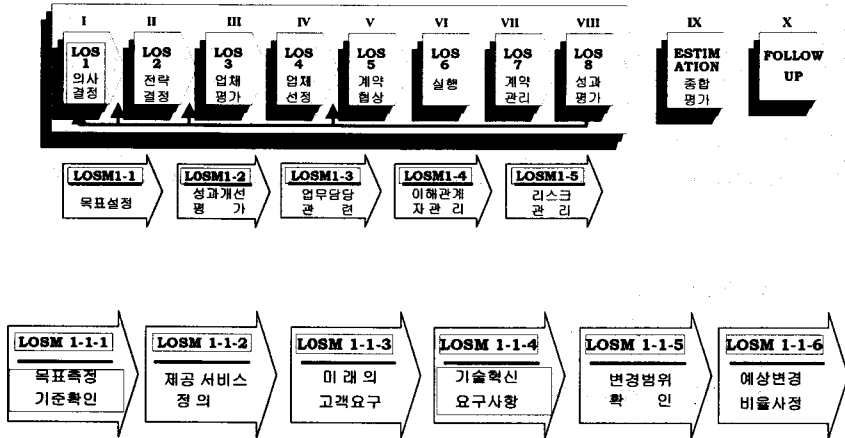 I II III IV V VI VII VIII IX X
LOS LOS LOS LOS LOS LOS LOS LOS ESTIM FOLLOW
1 2 3 4 5 6 7 8 ATION UP
의사 전략 업체 업체 계약 실행 계약 성과 종합
결정 결정 평가 선정 협상 관리 평가 평가
LOSM1-1 LOSM1-2 LOSM1-3 LOSM1-4 LOSM1-5
목표설정 성과개선 업무담당 이해관계 리스크
평 가 관 련 자 관 리 관 리
LOSM 1-1-1 LOSM 1-1-2 LOSM 1-1-3 LOSM 1-1-4 LOSM 1-1-5 LOSM 1-1-6
목표측정 제공 서비스 미 래 의 기술혁신 변경범위 예상변경
기준확인 정 의 고객요구 요구사항 확 인 비율사정